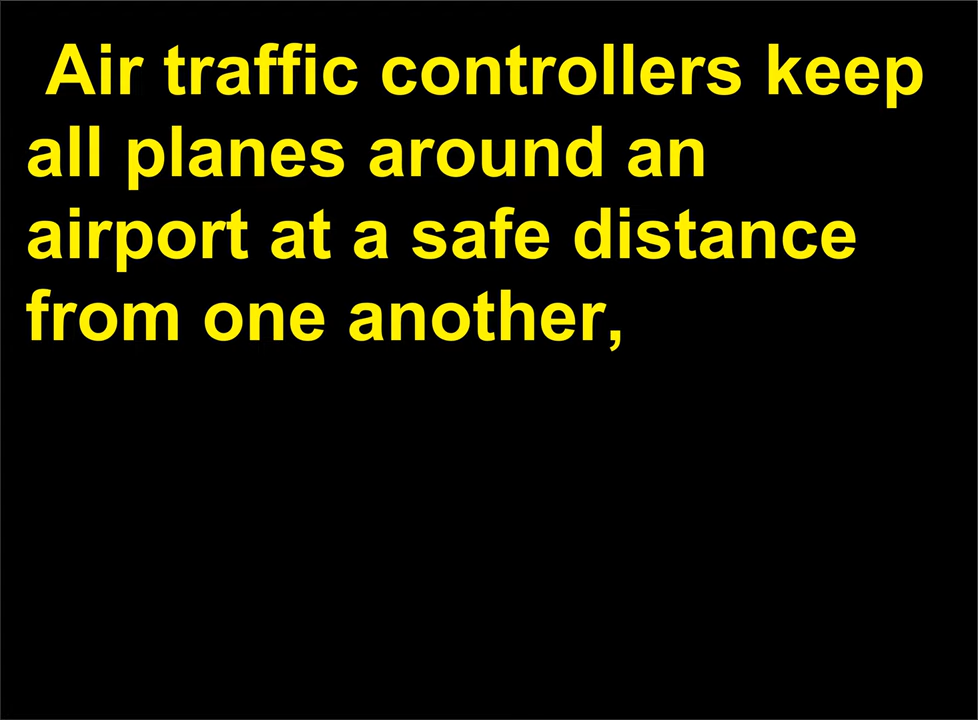 Air traffic controllers keep
all planes around an
airport at a safe distance
from one another,